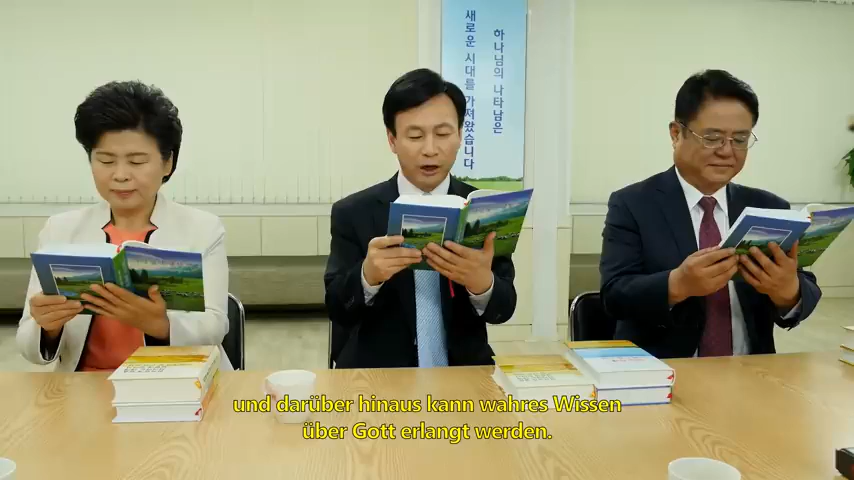 하나님의 나타남은
새로운 시대를 가져왔습니다
und darüber hinaus kann wahres Wissen
über Gott erlangt werden.